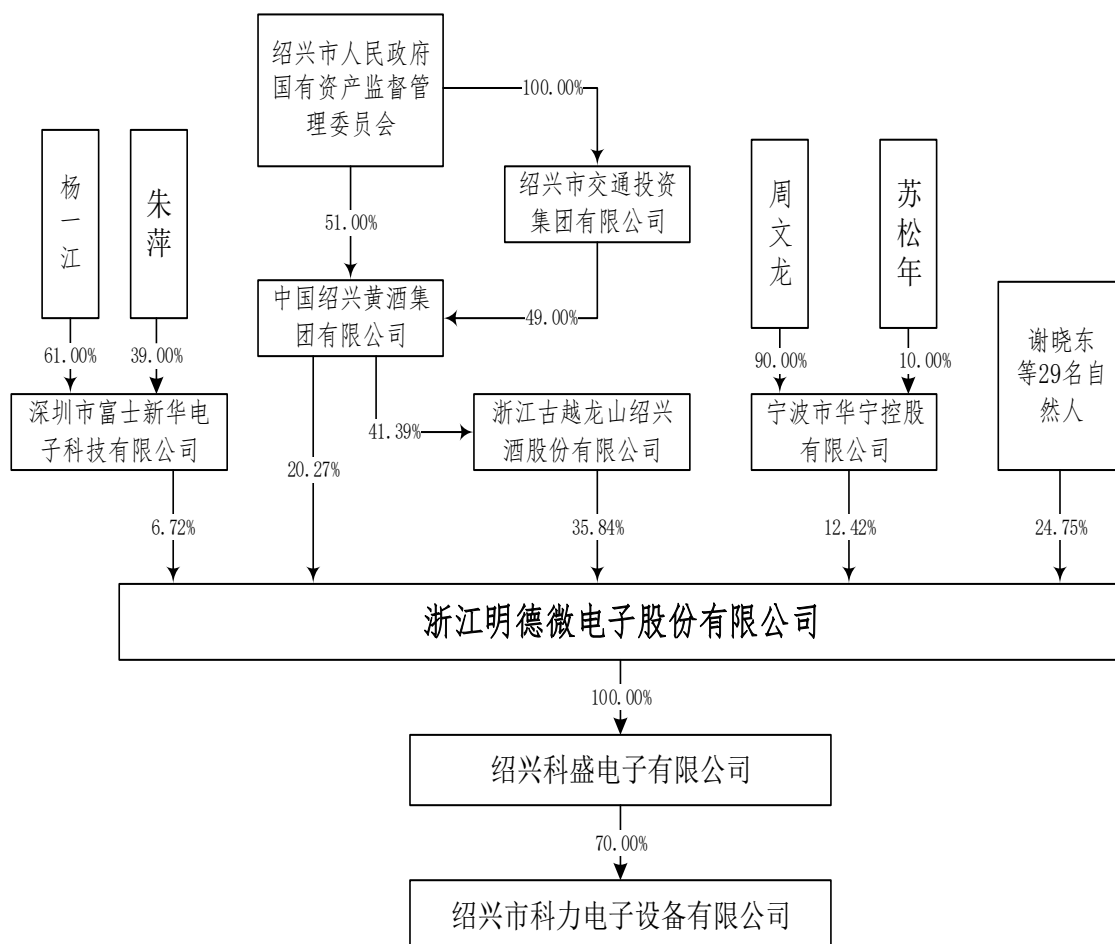 绍兴市人民政府
国有资产监督管
理委员会
100.00%
杨
一
江
朱
萍
绍兴市交通投资
集团有限公司
周
文
龙
苏
松
年
51.00%
中国绍兴黄酒集
团有限公司
49.00%
谢晓东
等29名自
然人
61.00%
39.00%
90.00%
10.00%
深圳市富士新华电
子科技有限公司
41.39%
浙江古越龙山绍兴
酒股份有限公司
宁波市华宁控股
有限公司
20.27%
6.72%
35.84%
12.42%
24.75%
浙江明德微电子股份有限公司
100.00%
绍兴科盛电子有限公司
70.00%
绍兴市科力电子设备有限公司